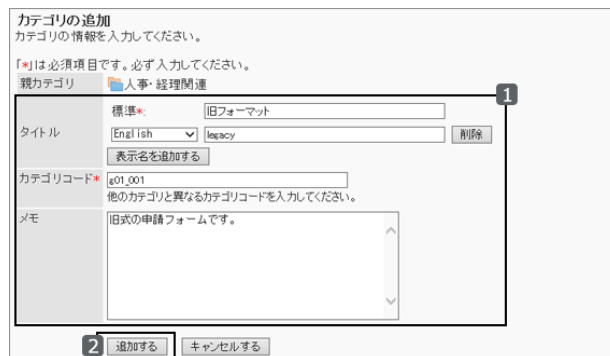 カテゴリの追加
カテゴリの情報を入力してください。
「*」は必須項目です。必ず入力してください。
親カテゴリ 人事・経理関連
1
標準*: 旧フォーマット
タイトル English legacy 削除
表示名を追加する
カテゴリコード* g01_001
他のカテゴリと異なるカテゴリコードを入力してください。
メモ 旧式の申請フォームです。
2 追加する キャンセルする